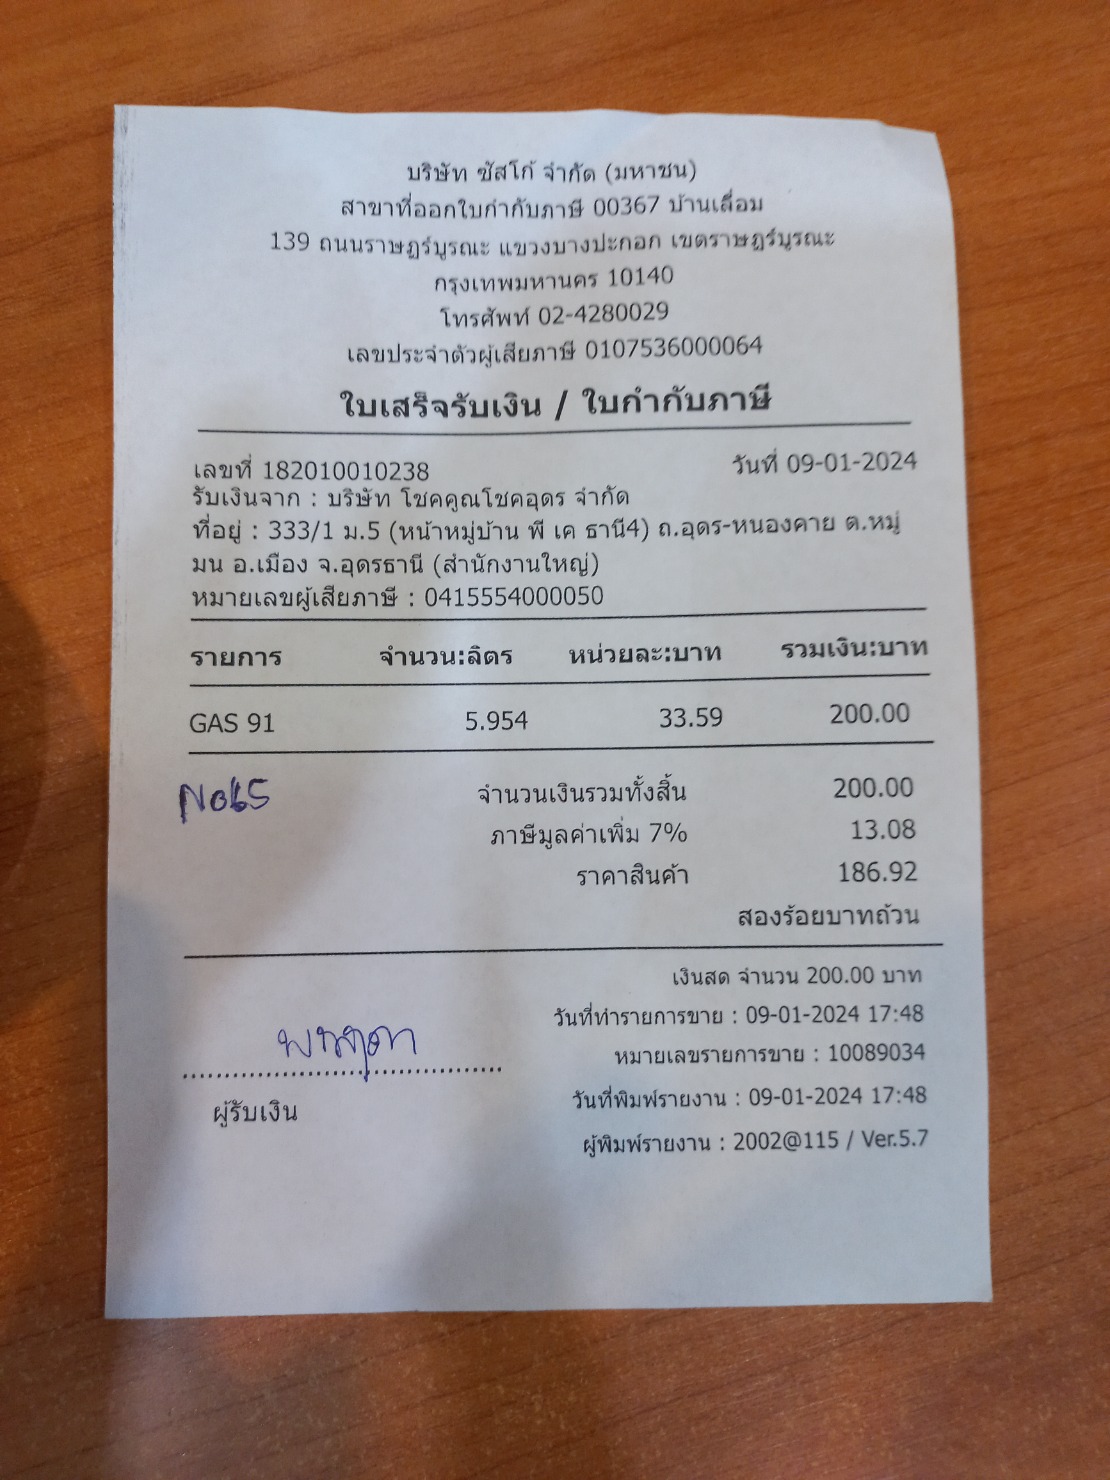 บริษัท ซัสโก้ จำกัด (มหาชน)
สาขาที่ออกใบกำกับภาษี 00367 บ้านเลื่อม
139 ถนนราษฎร์บูรณะ แขวงบางปะกอก เขตราษฎร์บูรณะ
กรุงเทพมหานคร 10140
โทรศัพท์ 02-4280029
เลขประจำตัวผู้เสียภาษี 0107536000064
ใบเสร็จรับเงิน / ใบกำกับภาษี
เลขที่ 182010010238 วันที่ 09-01-2024
รับเงินจาก : บริษัท โชคคูณโชคอุดร จำกัด
ที่อยู่ : 333/1 ม.5 (หน้าหมู่บ้าน พี เค ธานี4) ถ.อุดร-หนองคาย ต.หมู
มน อ.เมือง จ.อุดรธานี (สำนักงานใหญ่)
หมายเลขผู้เสียภาษี : 0415554000050
รายการ จำนวน:ลิตร หน่วยละ:บาท รวมเงิน:บาท
GAS 91 5.954 33.59 200.00
No65 จำนวนเงินรวมทั้งสิ้น 200.00
ภาษีมูลค่าเพิ่ม 7% 13.08
ราคาสินค้า 186.92
สองร้อยบาทถ้วน
เงินสด จำนวน 200.00 บาท
วันที่ทำรายการขาย : 09-01-2024 17:48
หมายเลขรายการขาย : 10089034
วันที่พิมพ์รายงาน : 09-01-2024 17:48
ผู้รับเงิน
ผู้พิมพ์รายงาน : 2002@115 / Ver.5.7